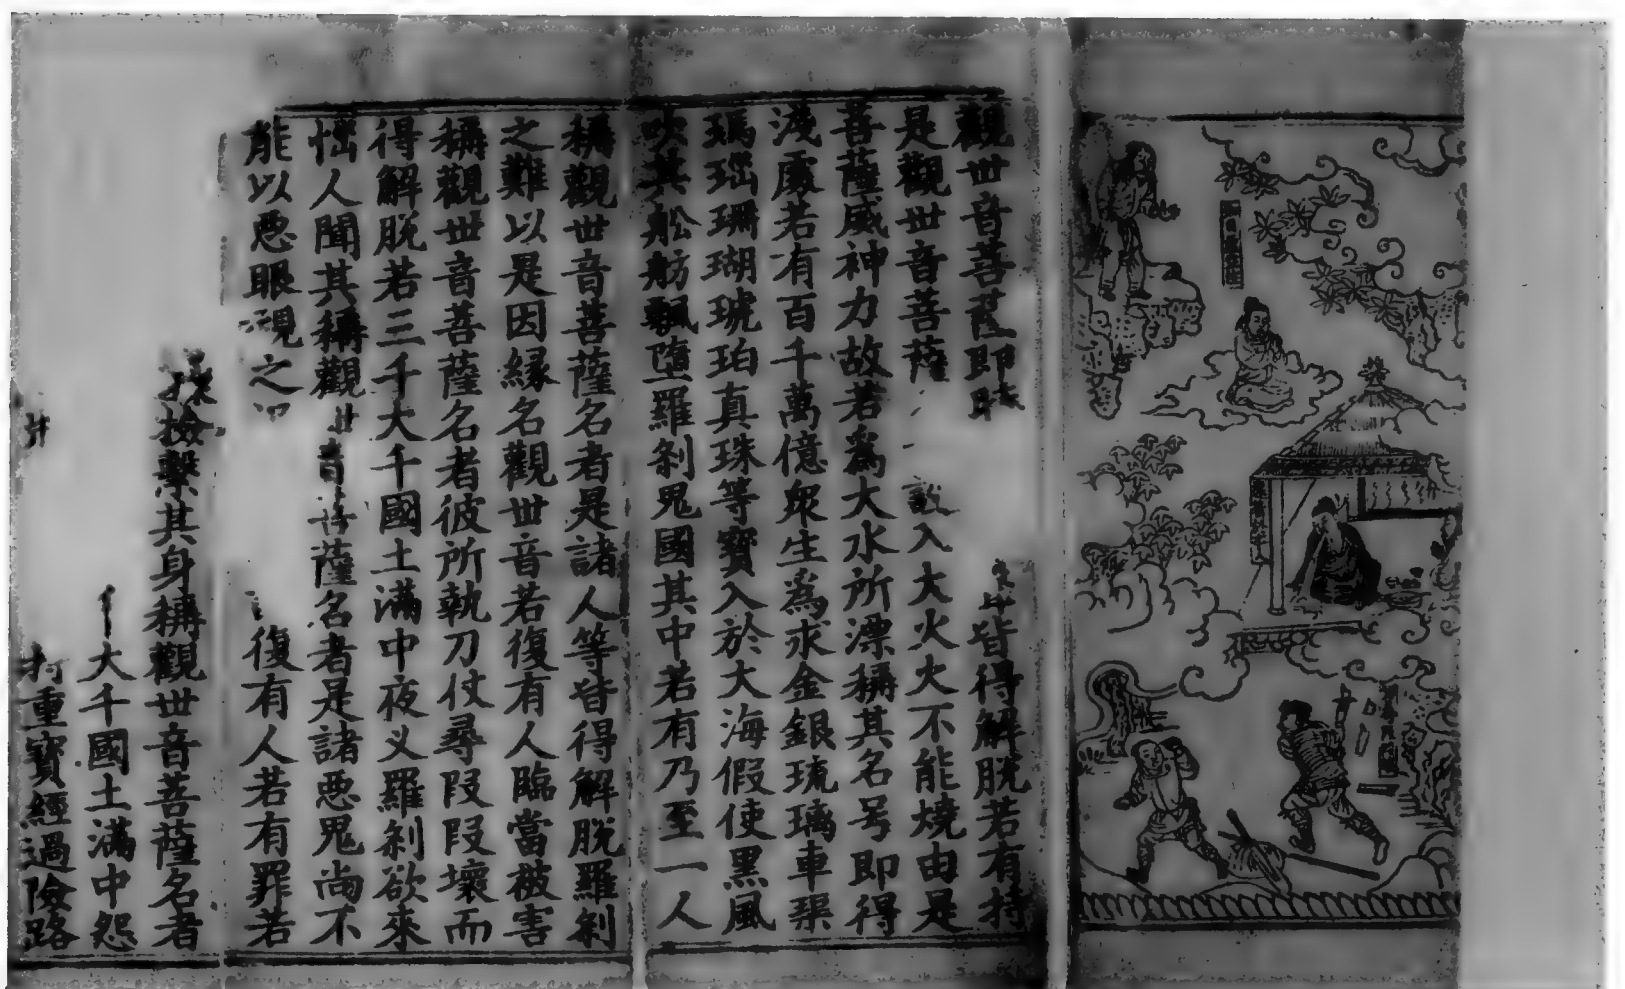 觀世音菩薩即時
皆得解脫若有持
是觀世音菩薩
設入大火火不能燒由是
菩薩威神力故若爲大水所漂稱其名号即得
淺處若有百千萬億衆生爲求金銀琉璃車璖
瑪瑙珊瑚琥珀真珠等寶入於大海假使黑風
吹其舩舫飄墮羅剎鬼國其中若有乃至一人
稱觀世音菩薩名者是諸人等皆得解脫羅剎
之難以是因縁名觀世音若復有人臨當被害
稱觀世音菩薩名者彼所執刀仗尋段段壞而
得解脫若三千大千國土滿中夜叉羅剎欲來
惱人聞其稱觀世音菩薩名者是諸悪鬼尚不
能以悪眼視之
復有人若有罪若
撿繫其身稱觀世音菩薩名者
大千國土滿中怨
重寶經過險路